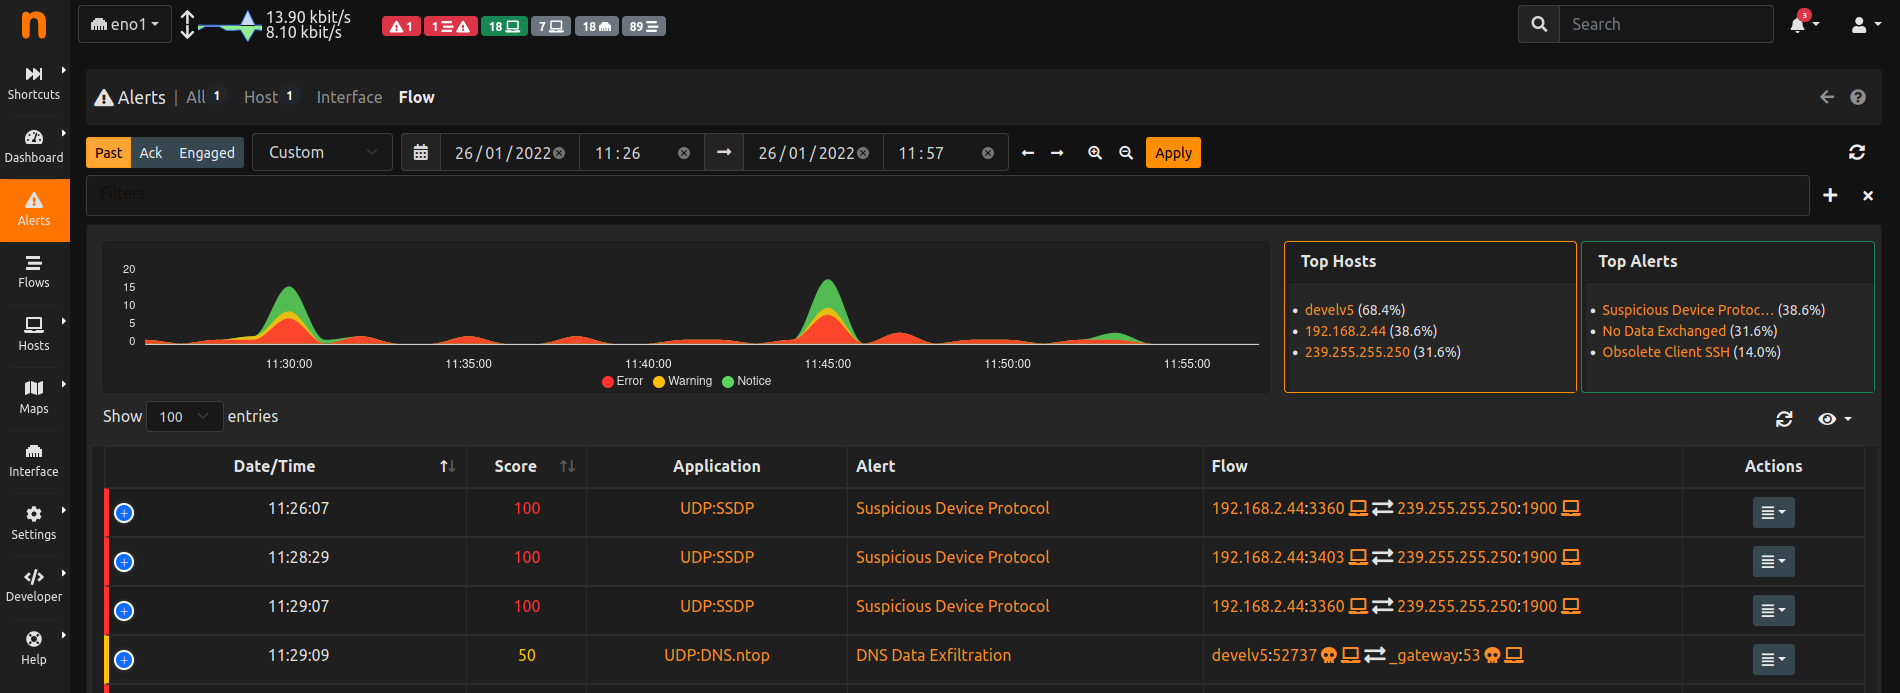 n eno1 13.90 kbit/s
8.10 kbit/s
1 1 18 7 18 89
Search
3
Shortcuts
Dashboard
Alerts
Flows
Hosts
Maps
Interface
Settings
Developer
Help
Alerts | All 1 Host 1 Interface Flow
Past Ack Engaged Custom 26/01/2022 11:26 26/01/2022 11:57 Apply
Filters
20
15
10
5
0
11:30:00 11:35:00 11:40:00 11:45:00 11:50:00 11:55:00
Error Warning Notice
Top Hosts
develv5 (68.4%)
192.168.2.44 (38.6%)
239.255.255.250 (31.6%)
Top Alerts
Suspicious Device Protoc... (38.6%)
No Data Exchanged (31.6%)
Obsolete Client SSH (14.0%)
Show 100 entries
Date/Time Score Application Alert Flow Actions
11:26:07 100 UDP:SSDP Suspicious Device Protocol 192.168.2.44:3360 239.255.255.250:1900
11:28:29 100 UDP:SSDP Suspicious Device Protocol 192.168.2.44:3403 239.255.255.250:1900
11:29:07 100 UDP:SSDP Suspicious Device Protocol 192.168.2.44:3360 239.255.255.250:1900
11:29:09 50 UDP:DNS.ntop DNS Data Exfiltration develv5:52737 _gateway:53